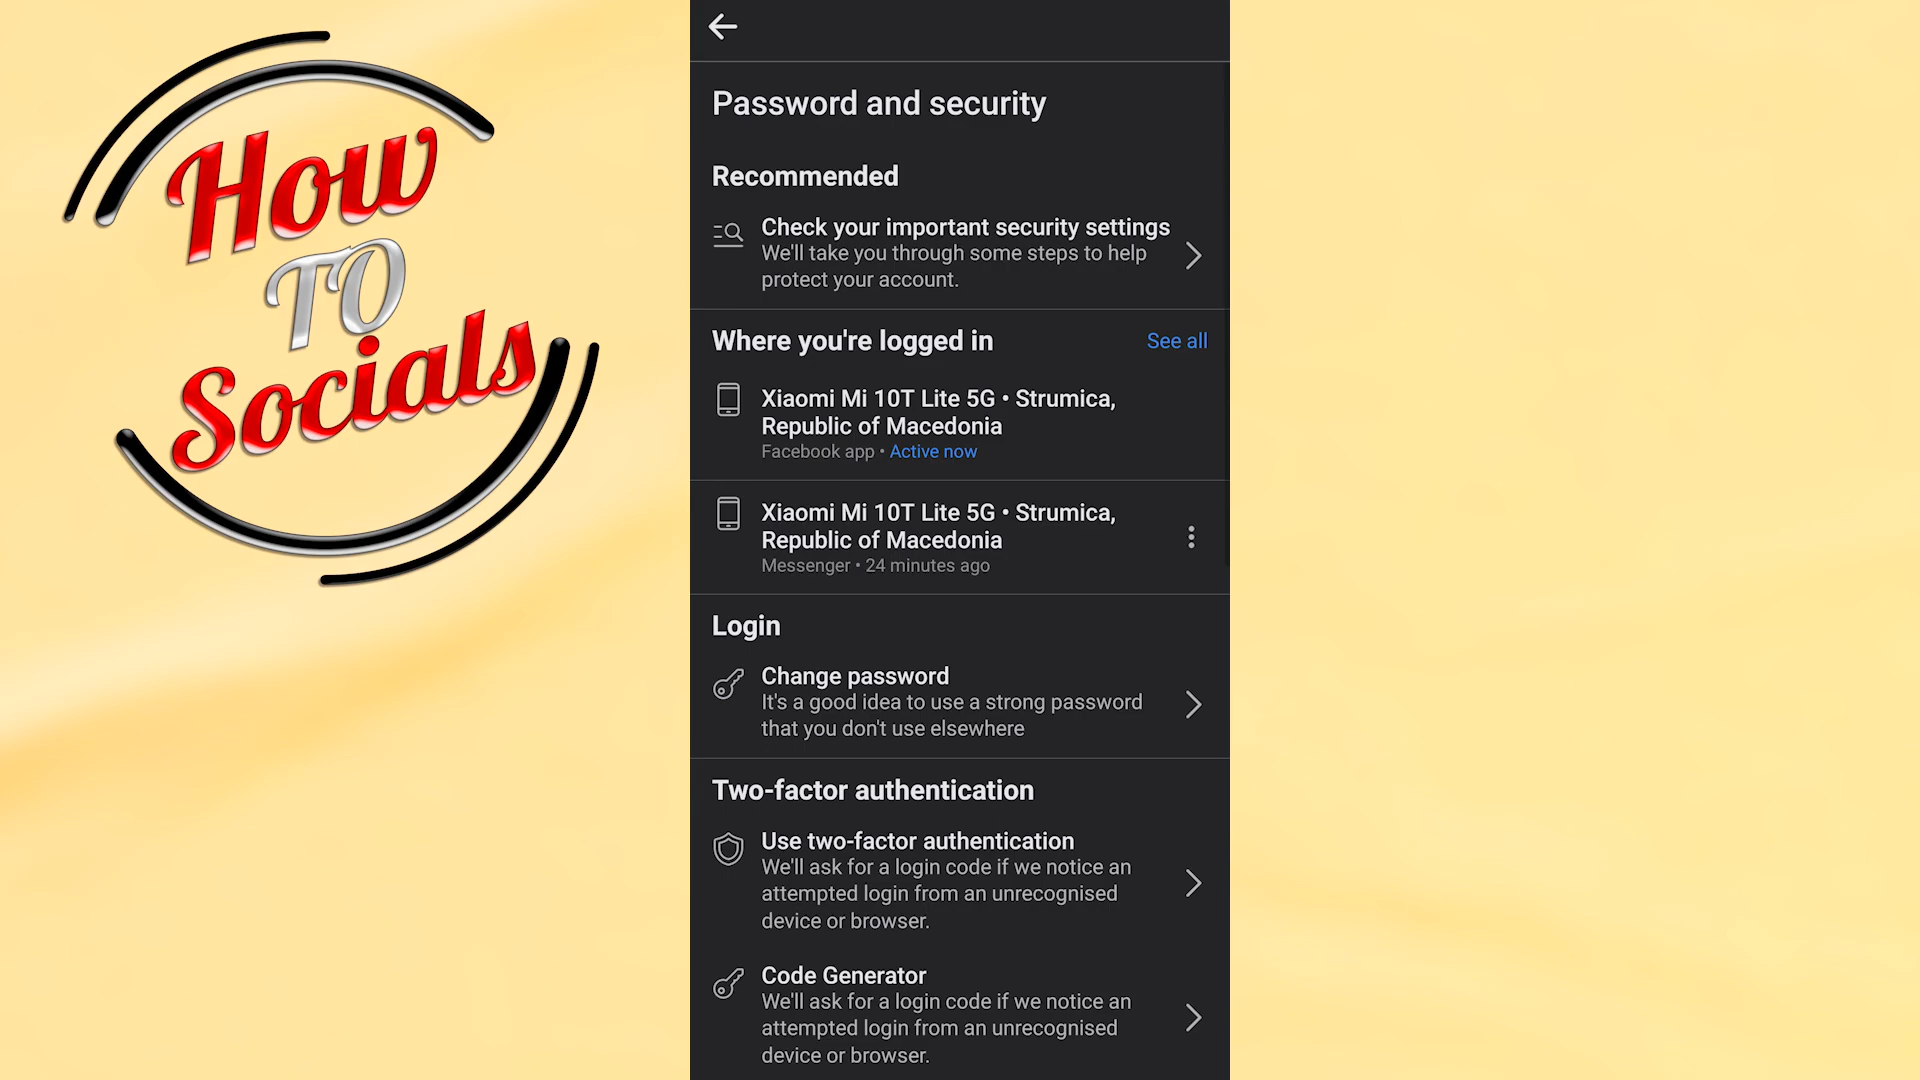 How
TO
Socials
Password and security
Recommended
Check your important security settings
We'll take you through some steps to help
protect your account.
Where you're logged in
See all
Xiaomi Mi 10T Lite 5G • Strumica,
Republic of Macedonia
Facebook app • Active now
Xiaomi Mi 10T Lite 5G • Strumica,
Republic of Macedonia
Messenger • 24 minutes ago
Login
Change password
It's a good idea to use a strong password
that you don't use elsewhere
Two-factor authentication
Use two-factor authentication
We'll ask for a login code if we notice an
attempted login from an unrecognised
device or browser.
Code Generator
We'll ask for a login code if we notice an
attempted login from an unrecognised
device or browser.